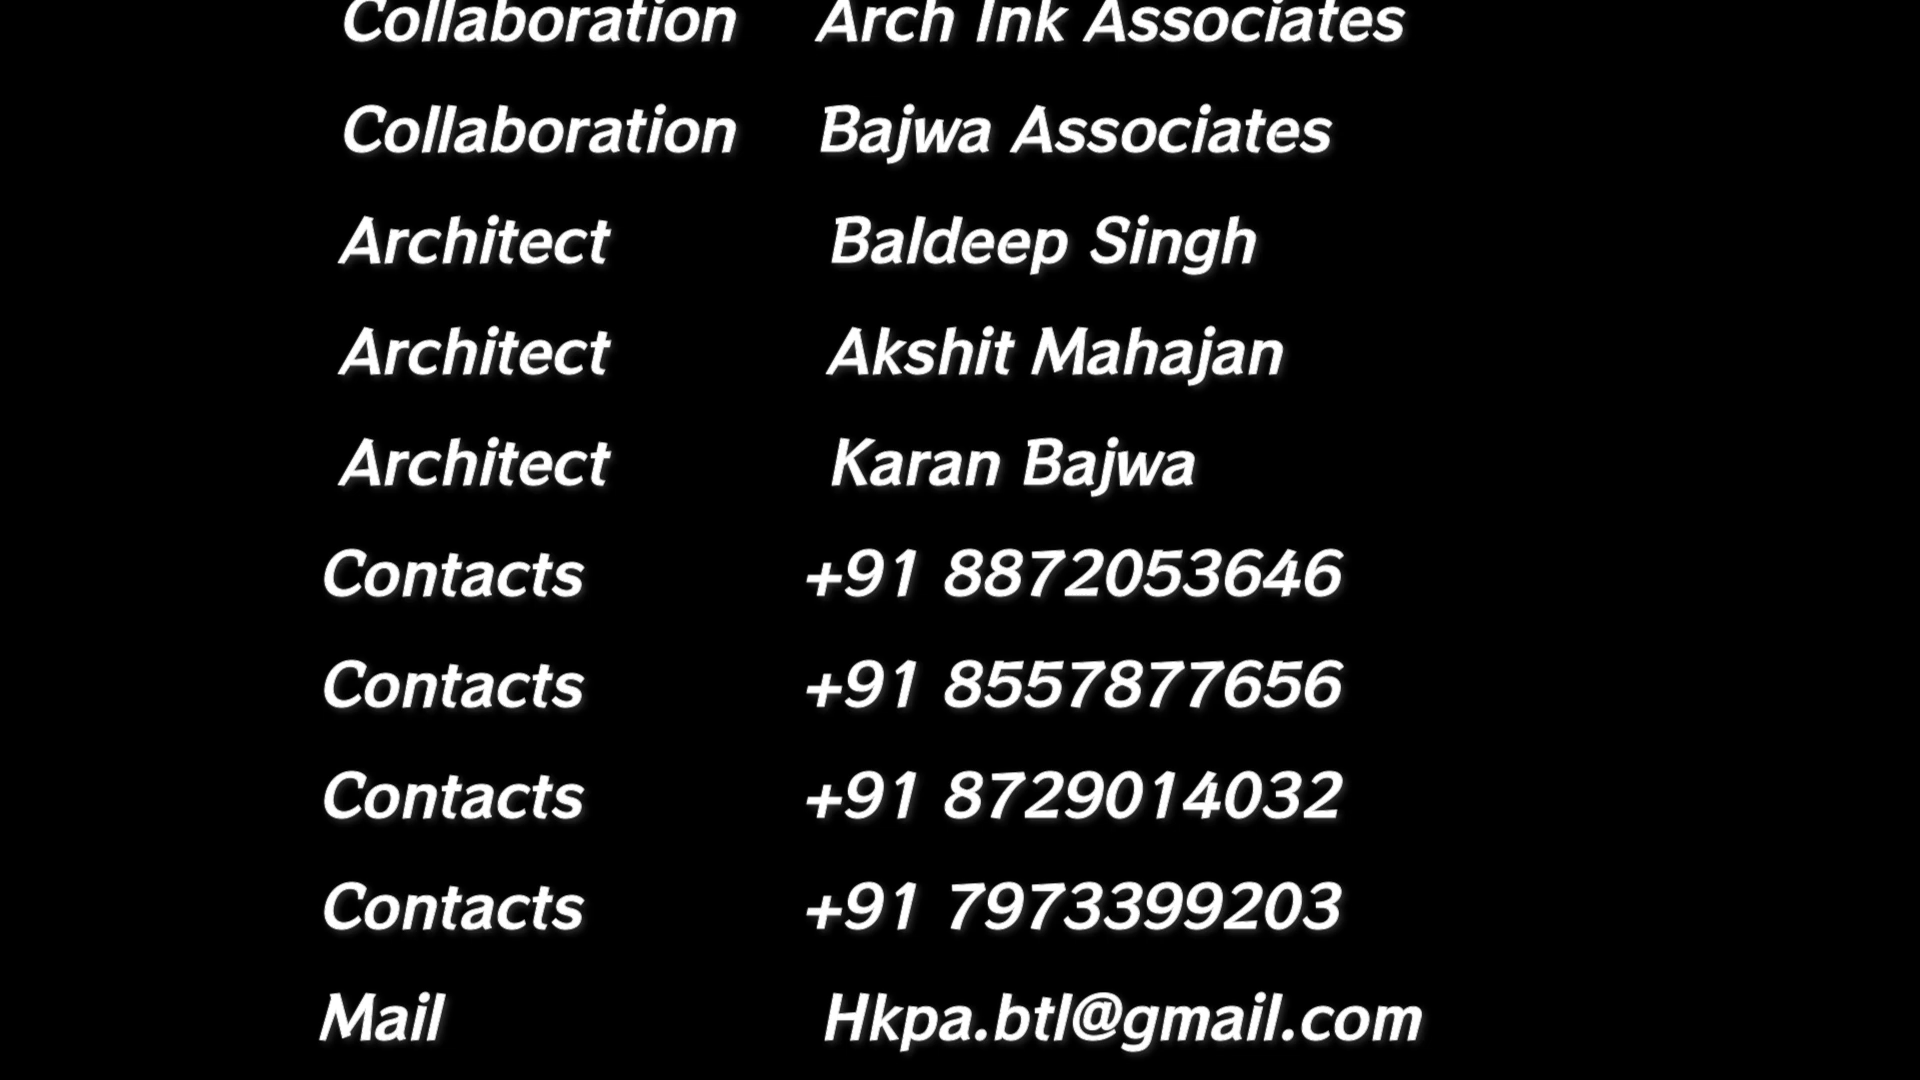 Collaboration Arch Ink Associates
Collaboration Bajwa Associates
Architect Baldeep Singh
Architect Akshit Mahajan
Architect Karan Bajwa
Contacts +91 8872053646
Contacts +91 8557877656
Contacts +91 8729014032
Contacts +91 7973399203
Mail Hkpa.btl@gmail.com